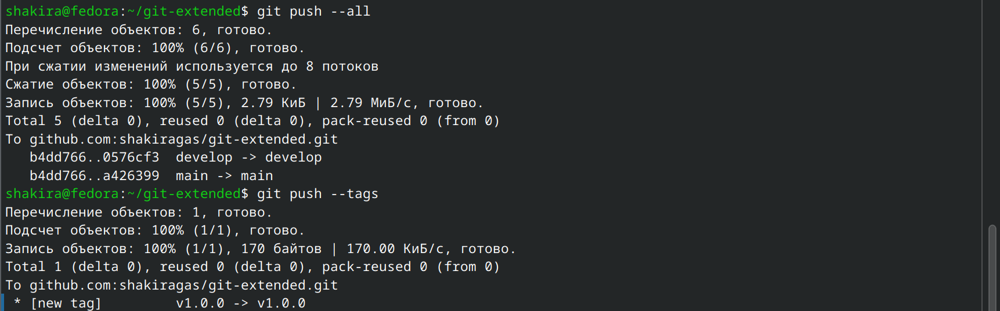 shakira@fedora:~/git-extended$ git push --all
Перечисление объектов: 6, готово.
Подсчет объектов: 100% (6/6), готово.
При сжатии изменений используется до 8 потоков
Сжатие объектов: 100% (5/5), готово.
Запись объектов: 100% (5/5), 2.79 КиБ | 2.79 МиБ/с, готово.
Total 5 (delta 0), reused 0 (delta 0), pack-reused 0 (from 0)
To github.com:shakiragas/git-extended.git
   b4dd766..0576cf3  develop -> develop
   b4dd766..a426399  main -> main
shakira@fedora:~/git-extended$ git push --tags
Перечисление объектов: 1, готово.
Подсчет объектов: 100% (1/1), готово.
Запись объектов: 100% (1/1), 170 байтов | 170.00 КиБ/с, готово.
Total 1 (delta 0), reused 0 (delta 0), pack-reused 0 (from 0)
To github.com:shakiragas/git-extended.git
 * [new tag]         v1.0.0 -> v1.0.0